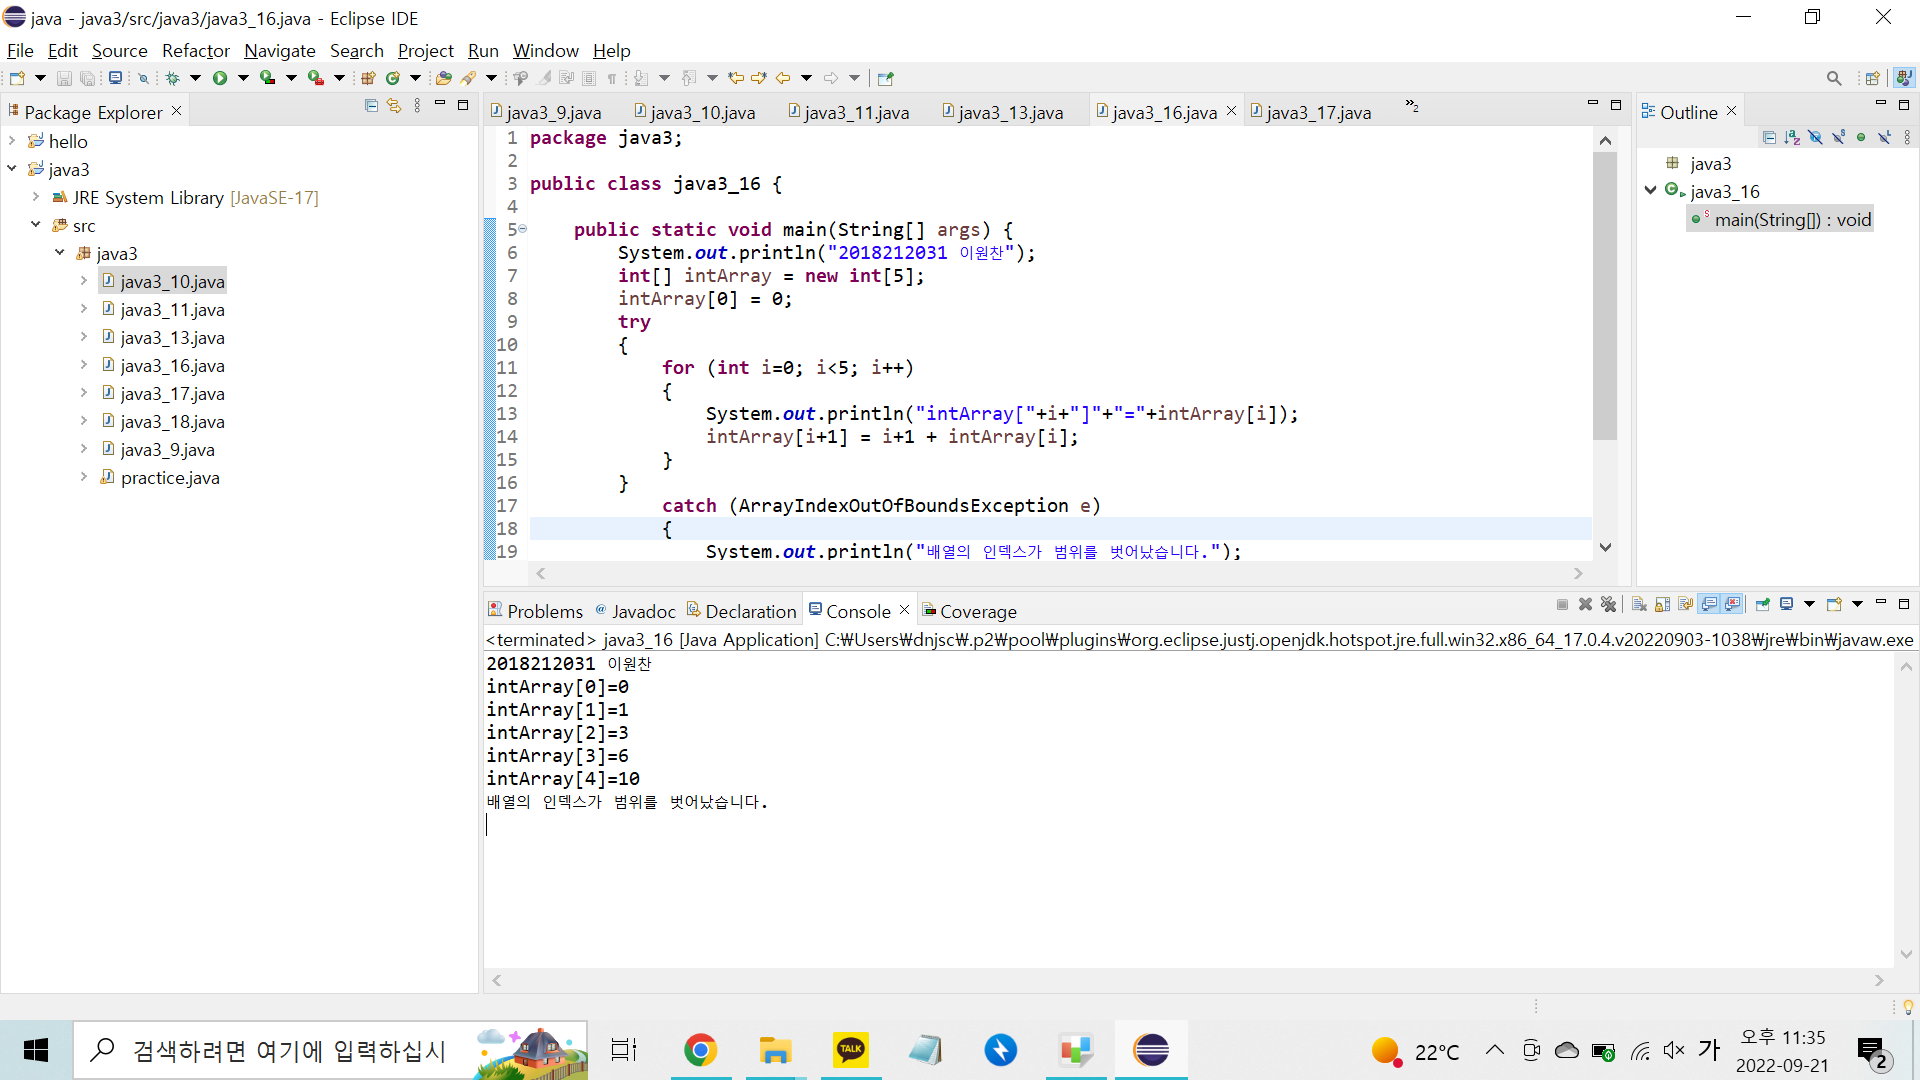 java - java3/src/java3/java3_16.java - Eclipse IDE
File Edit Source Refactor Navigate Search Project Run Window Help
Package Explorer
hello
java3
JRE System Library [JavaSE-17]
src
java3
java3_10.java
java3_11.java
java3_13.java
java3_16.java
java3_17.java
java3_18.java
java3_9.java
practice.java
java3_9.java java3_10.java java3_11.java java3_13.java java3_16.java java3_17.java »2
1 package java3;
2
3 public class java3_16 {
4
5 public static void main(String[] args) {
6 System.out.println("2018212031 이원찬");
7 int[] intArray = new int[5];
8 intArray[0] = 0;
9 try
10 {
11 for (int i=0; i<5; i++)
12 {
13 System.out.println("intArray["+i+"]"+"="+intArray[i]);
14 intArray[i+1] = i+1 + intArray[i];
15 }
16 }
17 catch (ArrayIndexOutOfBoundsException e)
18 {
19 System.out.println("배열의 인덱스가 범위를 벗어났습니다.");
Outline
java3
java3_16
main(String[]) : void
Problems @ Javadoc Declaration Console Coverage
<terminated> java3_16 [Java Application] C:₩Users₩dnjsc₩.p2₩pool₩plugins₩org.eclipse.justj.openjdk.hotspot.jre.full.win32.x86_64_17.0.4.v20220903-1038₩jre₩bin₩javaw.exe
2018212031 이원찬
intArray[0]=0
intArray[1]=1
intArray[2]=3
intArray[3]=6
intArray[4]=10
배열의 인덱스가 범위를 벗어났습니다.
검색하려면 여기에 입력하십시
TALK
22°C
가
오후 11:35
2022-09-21
2